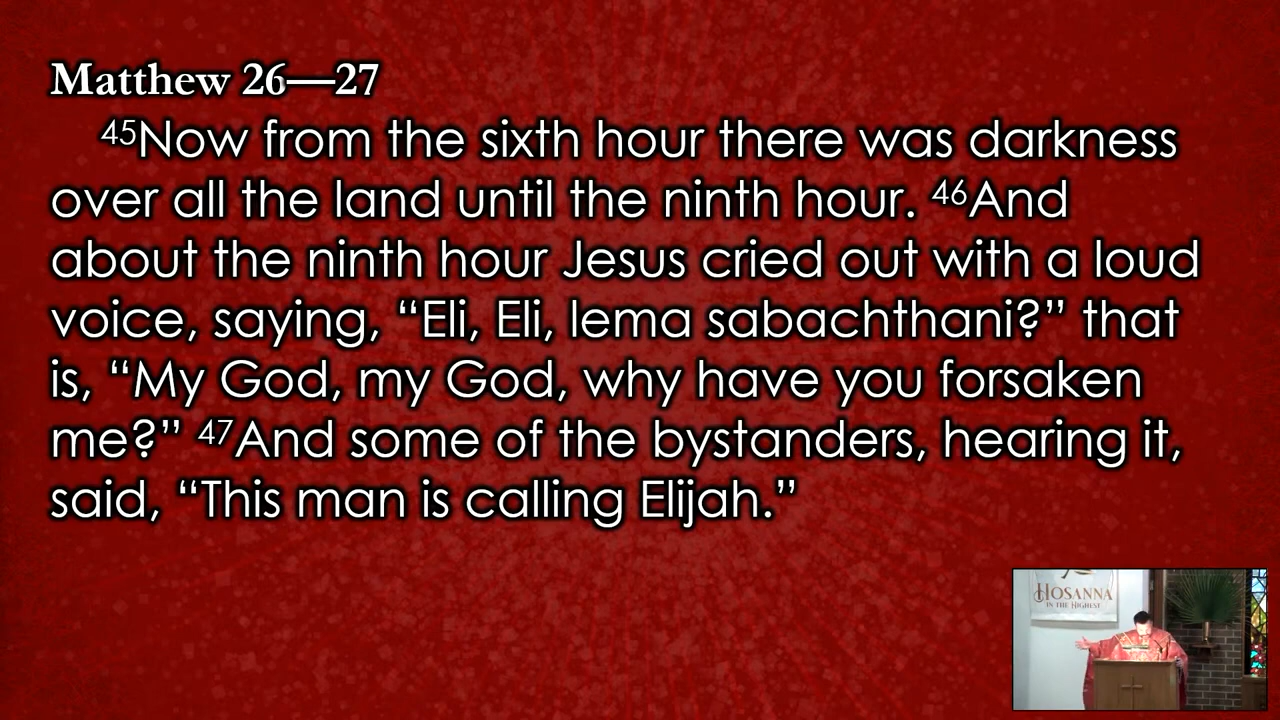 Matthew 26—27
45Now from the sixth hour there was darkness
over all the land until the ninth hour. 46And
about the ninth hour Jesus cried out with a loud
voice, saying, “Eli, Eli, lema sabachthani?” that
is, “My God, my God, why have you forsaken
me?” 47And some of the bystanders, hearing it,
said, “This man is calling Elijah.”
HOSANNA
IN THE HIGHEST